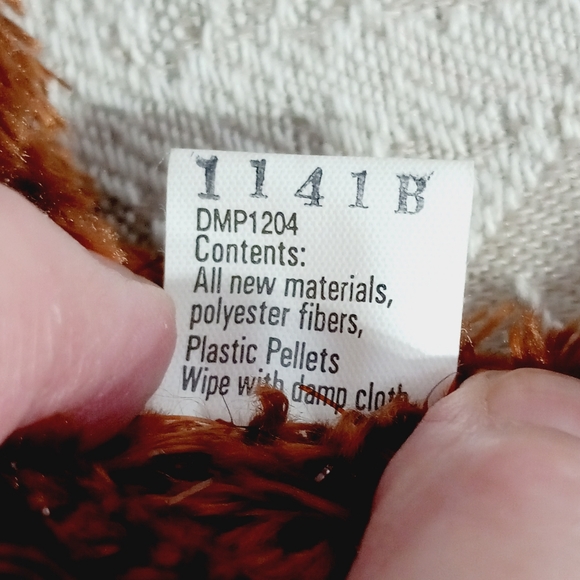 1141B
DMP1204
Contents:
All new materials,
polyester fibers,
Plastic Pellets
Wipe with damp cloth